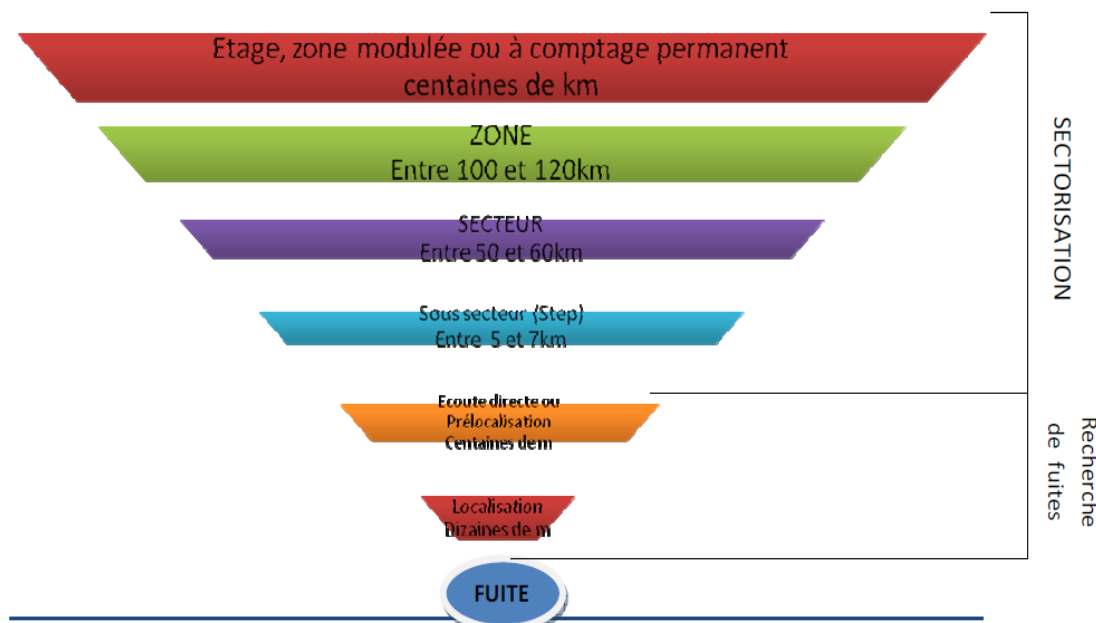 Etage, zone modulée ou à comptage permanent
centaines de km
ZONE
Entre 100 et 120km
SECTEUR
Entre 50 et 60km
Sous secteur (Step)
Entre 5 et 7km
Ecoute directe ou
Prélocalisation
Centaines de m
Localisation
Dizaines de m
FUITE
SECTORISATION
Recherche
de fuites